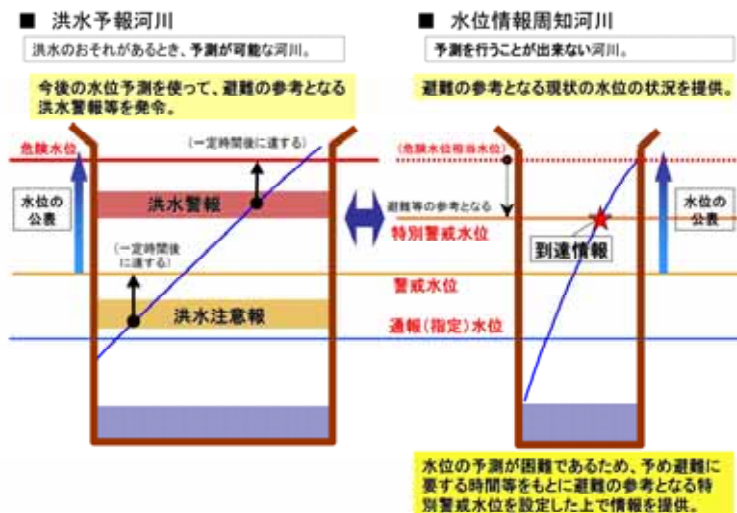 ■ 洪水予報河川
洪水のおそれがあるとき、予測が可能な河川。
今後の水位予測を使って、避難の参考となる
洪水警報等を発令。
危険水位
(一定時間後に達する)
水位の
公表
洪水警報
(一定時間後
に達する)
洪水注意報
■ 水位情報周知河川
予測を行うことが出来ない河川。
避難の参考となる現状の水位の状況を提供。
(危険水位相当水位)
避難等の参考となる
特別警戒水位
到達情報
水位の
公表
警戒水位
通報(指定)水位
水位の予測が困難であるため、予め避難に
要する時間等をもとに避難の参考となる特
別警戒水位を設定した上で情報を提供。